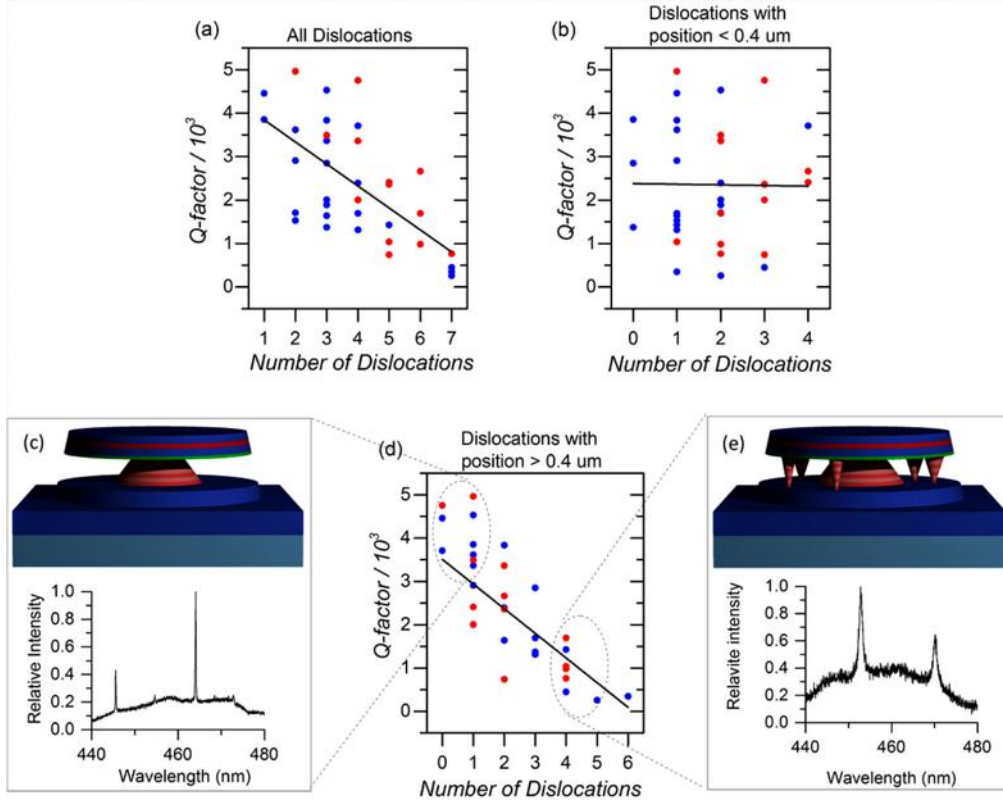 (a)
All Dislocations
Q-factor / 10³
5
4
3
2
1
0
1 2 3 4 5 6 7
Number of Dislocations
(b)
Dislocations with
position < 0.4 um
Q-factor / 10³
5
4
3
2
1
0
0 1 2 3 4
Number of Dislocations
(c)
Relative Intensity
1.0
0.8
0.6
0.4
0.2
0.0
440 460 480
Wavelength (nm)
(d)
Dislocations with
position > 0.4 um
Q-factor / 10³
5
4
3
2
1
0
0 1 2 3 4 5 6
Number of Dislocations
(e)
Relavite intensity
1.0
0.8
0.6
0.4
0.2
0.0
440 460 480
Wavelength (nm)